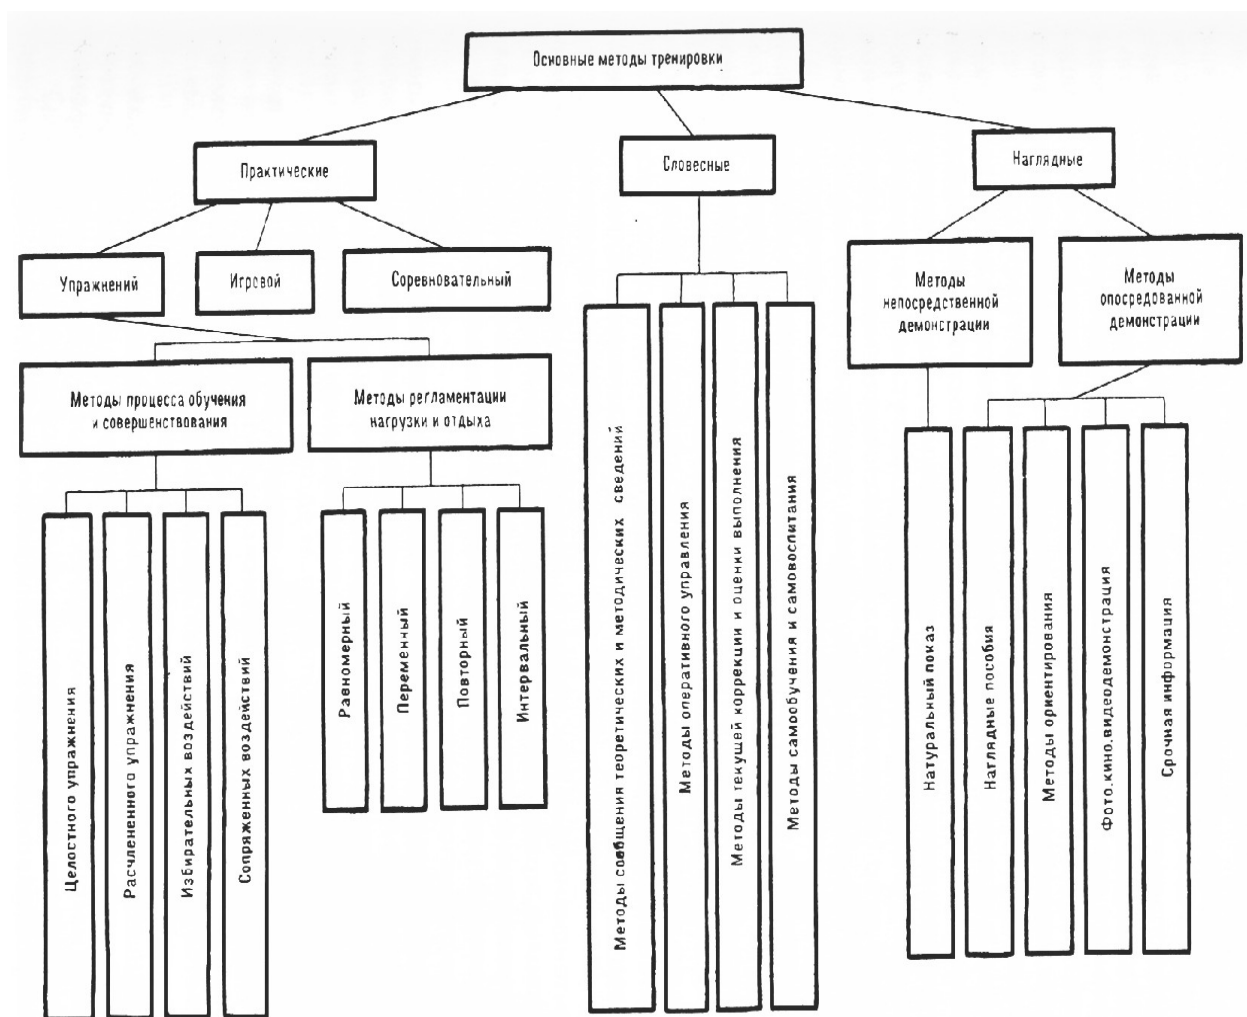 Основные методы тренировки
Практические
Словесные
Наглядные
Упражнений
Игровой
Соревновательный
Методы
непосредственной
демонстрации
Методы
опосредованной
демонстрации
Методы процесса обучения
и совершенствования
Методы регламентации
нагрузки и отдыха
Целостного упражнения
Расчлененного упражнения
Избирательных воздействий
Сопряженных воздействий
Равномерный
Переменный
Повторный
Интервальный
Методы сообщения теоретических и методических сведений
Методы оперативного управления
Методы текущей коррекции и оценки выполнения
Методы самообучения и самовоспитания
Натуральный показ
Наглядные пособия
Методы ориентирования
Фото.кино.видеодемонстрация
Срочная информация